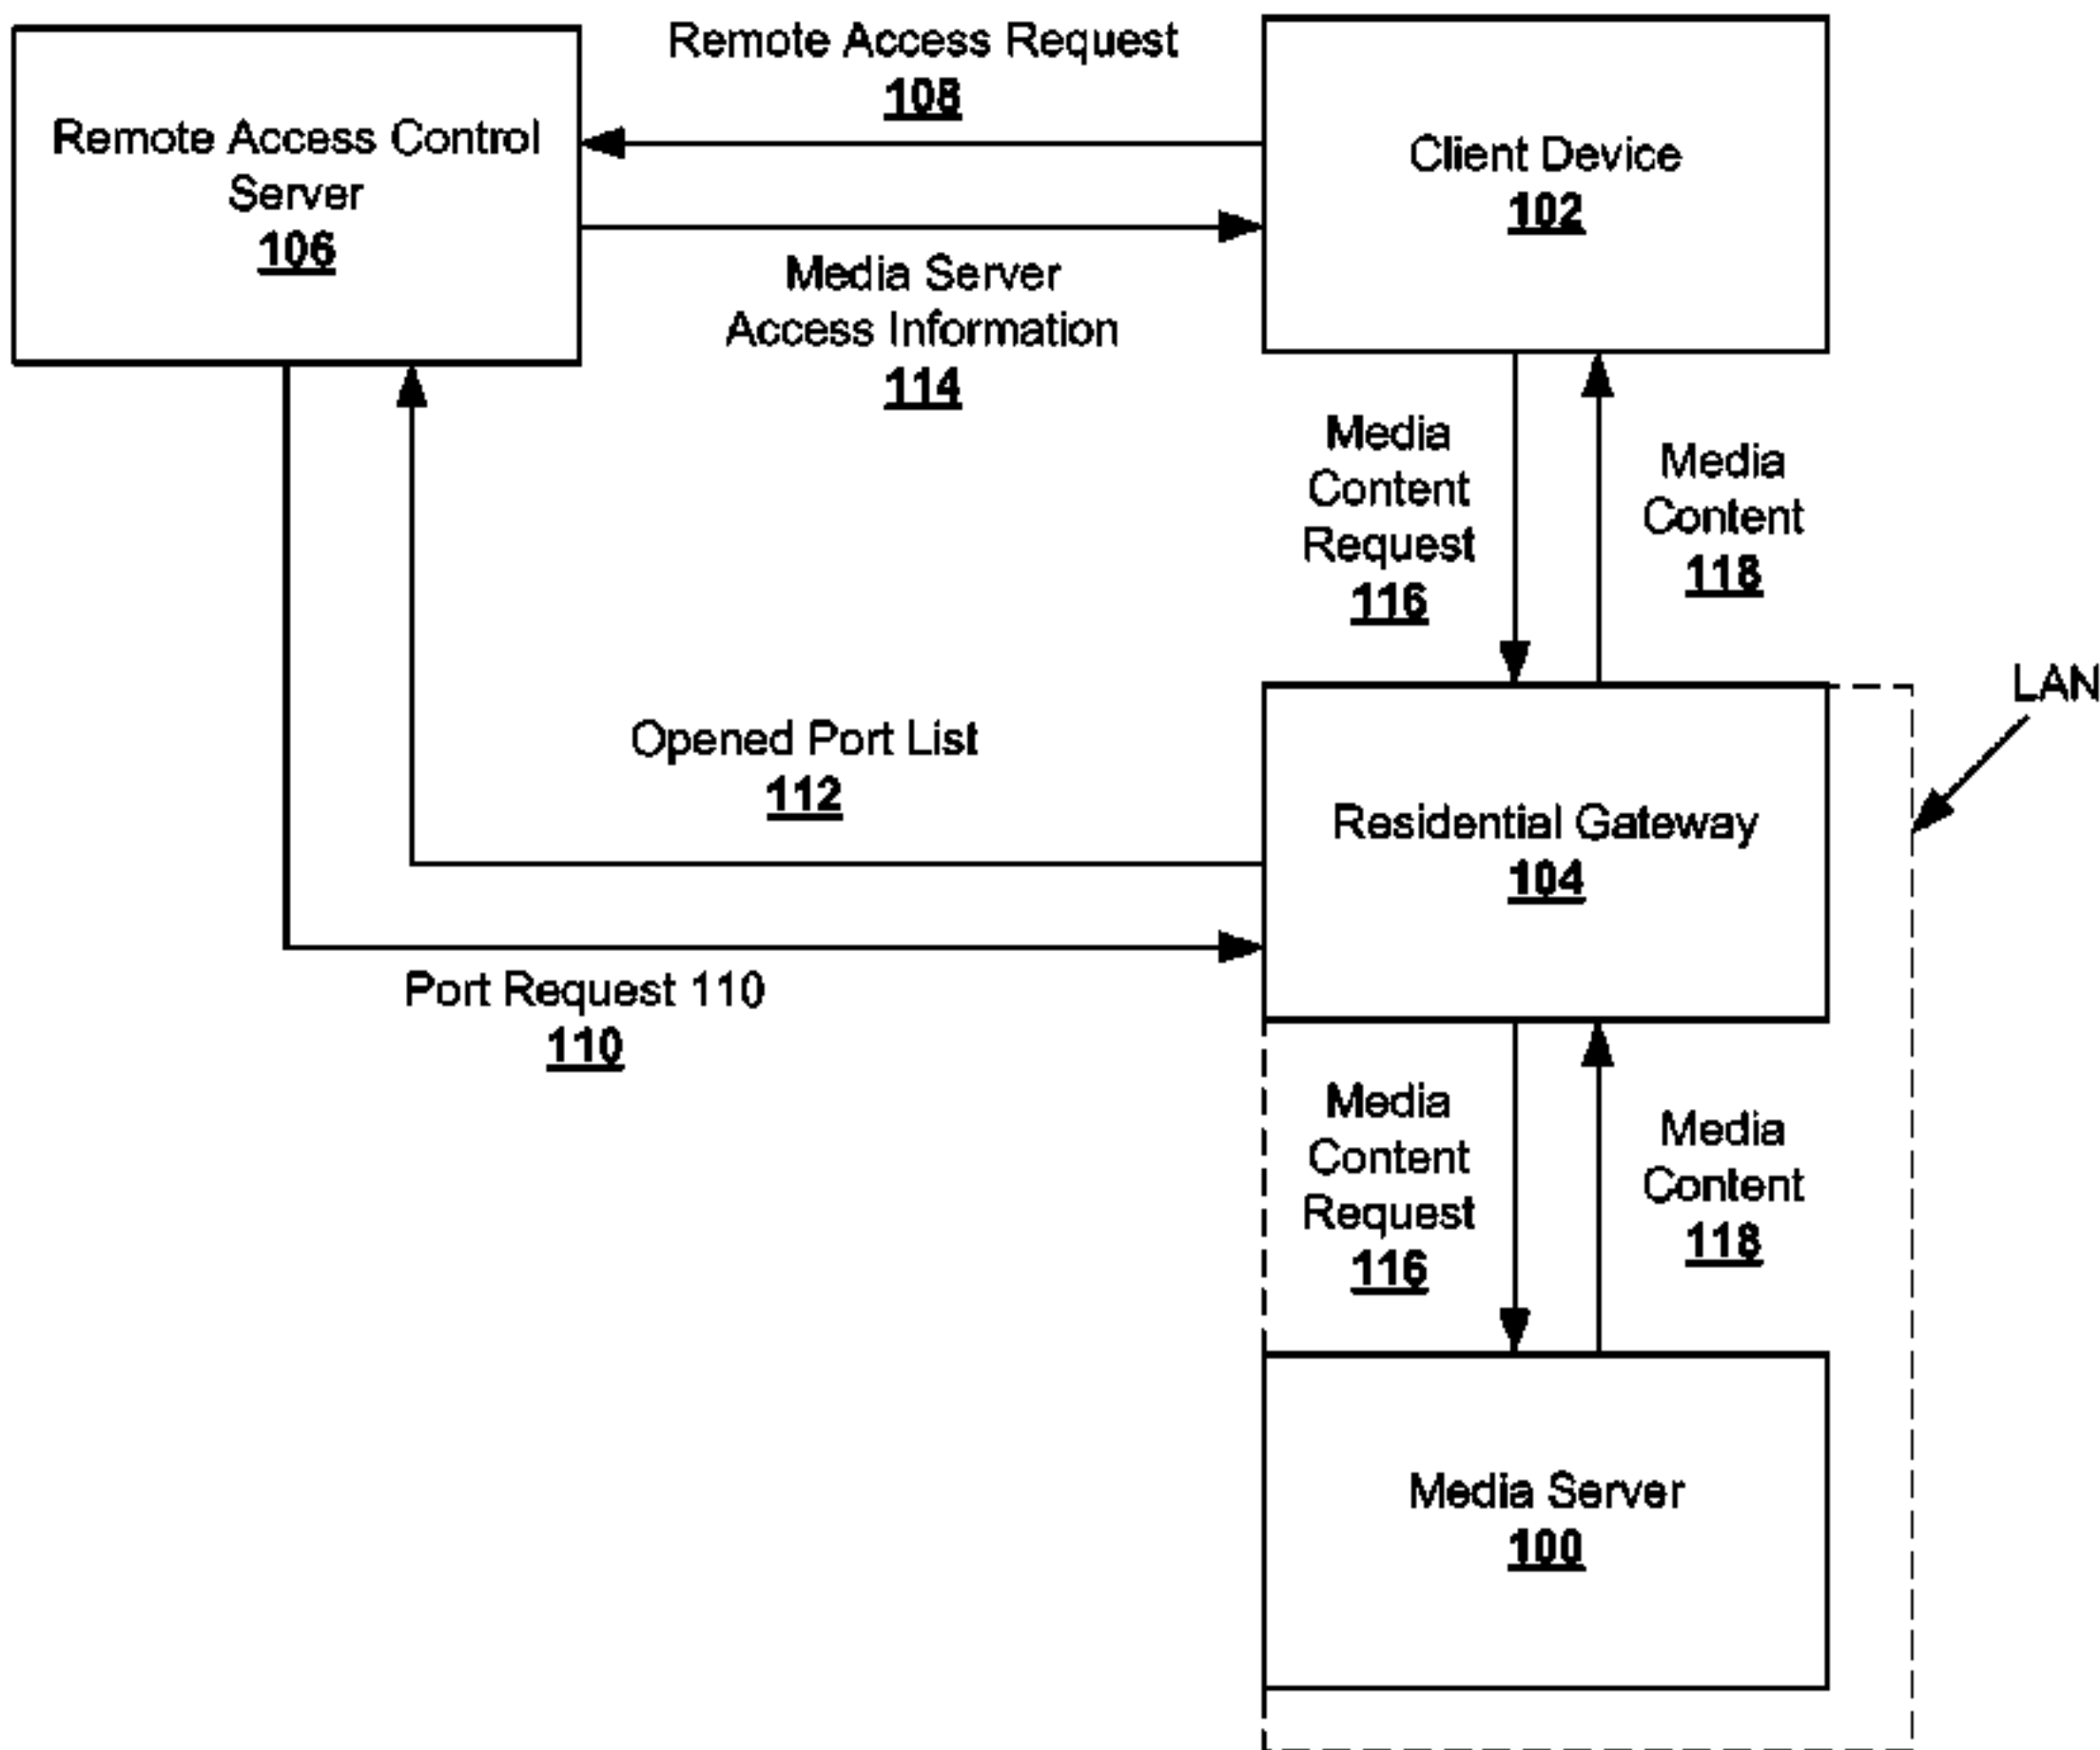 Remote Access Request
108
Remote Access Control
Server
106
Client Device
102
Media Server
Access Information
114
Media
Content
Request
116
Media
Content
118
LAN
Opened Port List
112
Residential Gateway
104
Port Request 110
110
Media
Content
Request
116
Media
Content
118
Media Server
100